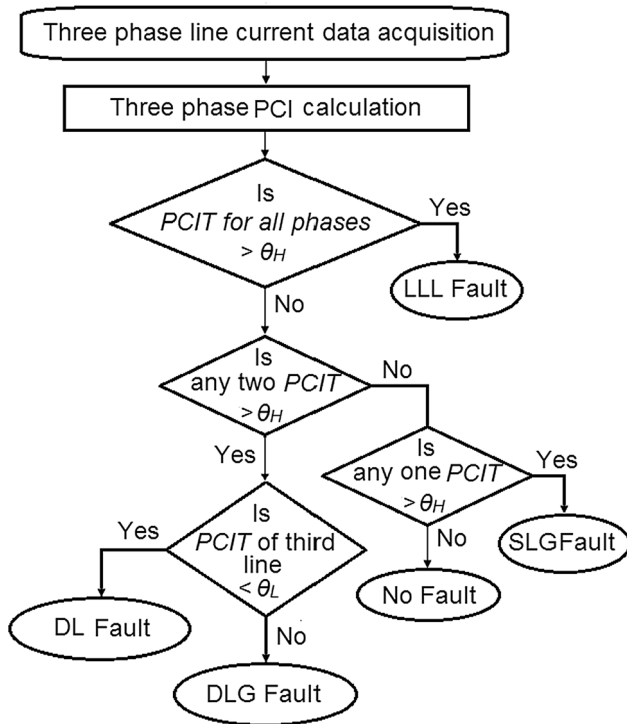 Three phase line current data acquisition
Three phase PCI calculation
Is
PCIT for all phases
> θH
Yes
LLL Fault
No
Is
any two PCIT
> θH
No
Yes
Is
any one PCIT
> θH
Yes
SLGFault
No
No Fault
Is
PCIT of third
line
< θL
Yes
DL Fault
No
DLG Fault